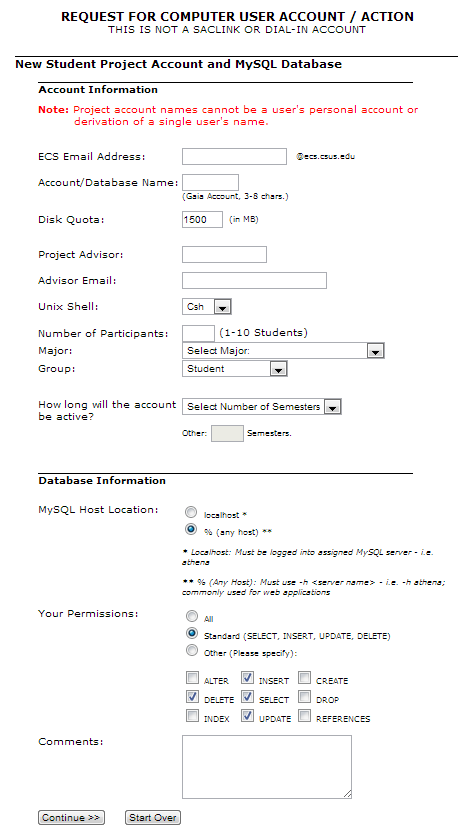 REQUEST FOR COMPUTER USER ACCOUNT / ACTION
THIS IS NOT A SACLINK OR DIAL-IN ACCOUNT
New Student Project Account and MySQL Database
Account Information
Note: Project account names cannot be a user's personal account or
derivation of a single user's name.
ECS Email Address: @ecs.csus.edu
Account/Database Name:
(Gaia Account, 3-8 chars.)
Disk Quota: 1500 (in MB)
Project Advisor:
Advisor Email:
Unix Shell: Csh
Number of Participants: (1-10 Students)
Major: Select Major:
Group: Student
How long will the account Select Number of Semesters
be active?
Other: Semesters.
Database Information
MySQL Host Location: localhost *
% (any host) **
* Localhost: Must be logged into assigned MySQL server - i.e.
athena
** % (Any Host): Must use -h <server name> - i.e. -h athena;
commonly used for web applications
Your Permissions: All
Standard (SELECT, INSERT, UPDATE, DELETE)
Other (Please specify):
ALTER INSERT CREATE
DELETE SELECT DROP
INDEX UPDATE REFERENCES
Comments:
Continue >> Start Over